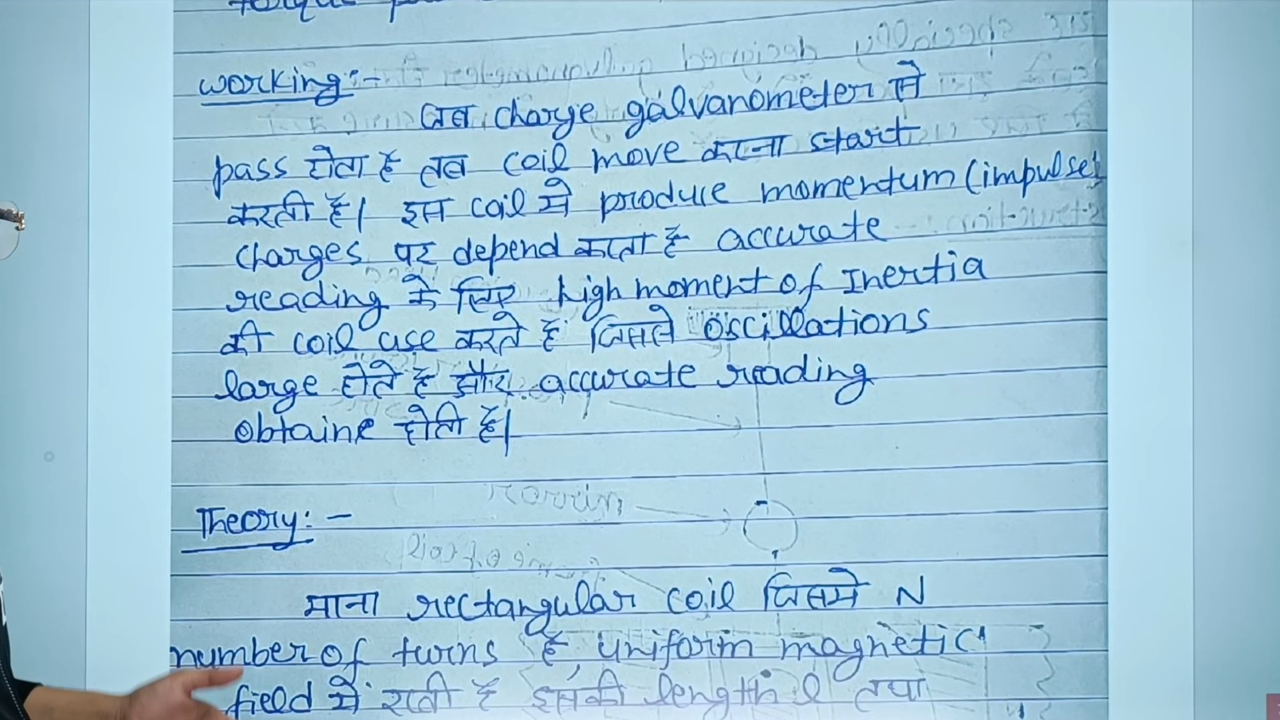 torque
working:-
जब charge galvanometer से
pass होता है तब coil move करना start
करती है। इस coil मे produce momentum (impulse)
charges पर depend करता है accurate
reading के लिए high moment of Inertia
की coil use करते है जिससे oscillations
large होते है और accurate reading
obtaine होती है।
Theory:-
माना rectangular coil जिसमे N
number of turns है, uniform magnetic
field में रखी है इसकी length l तथा